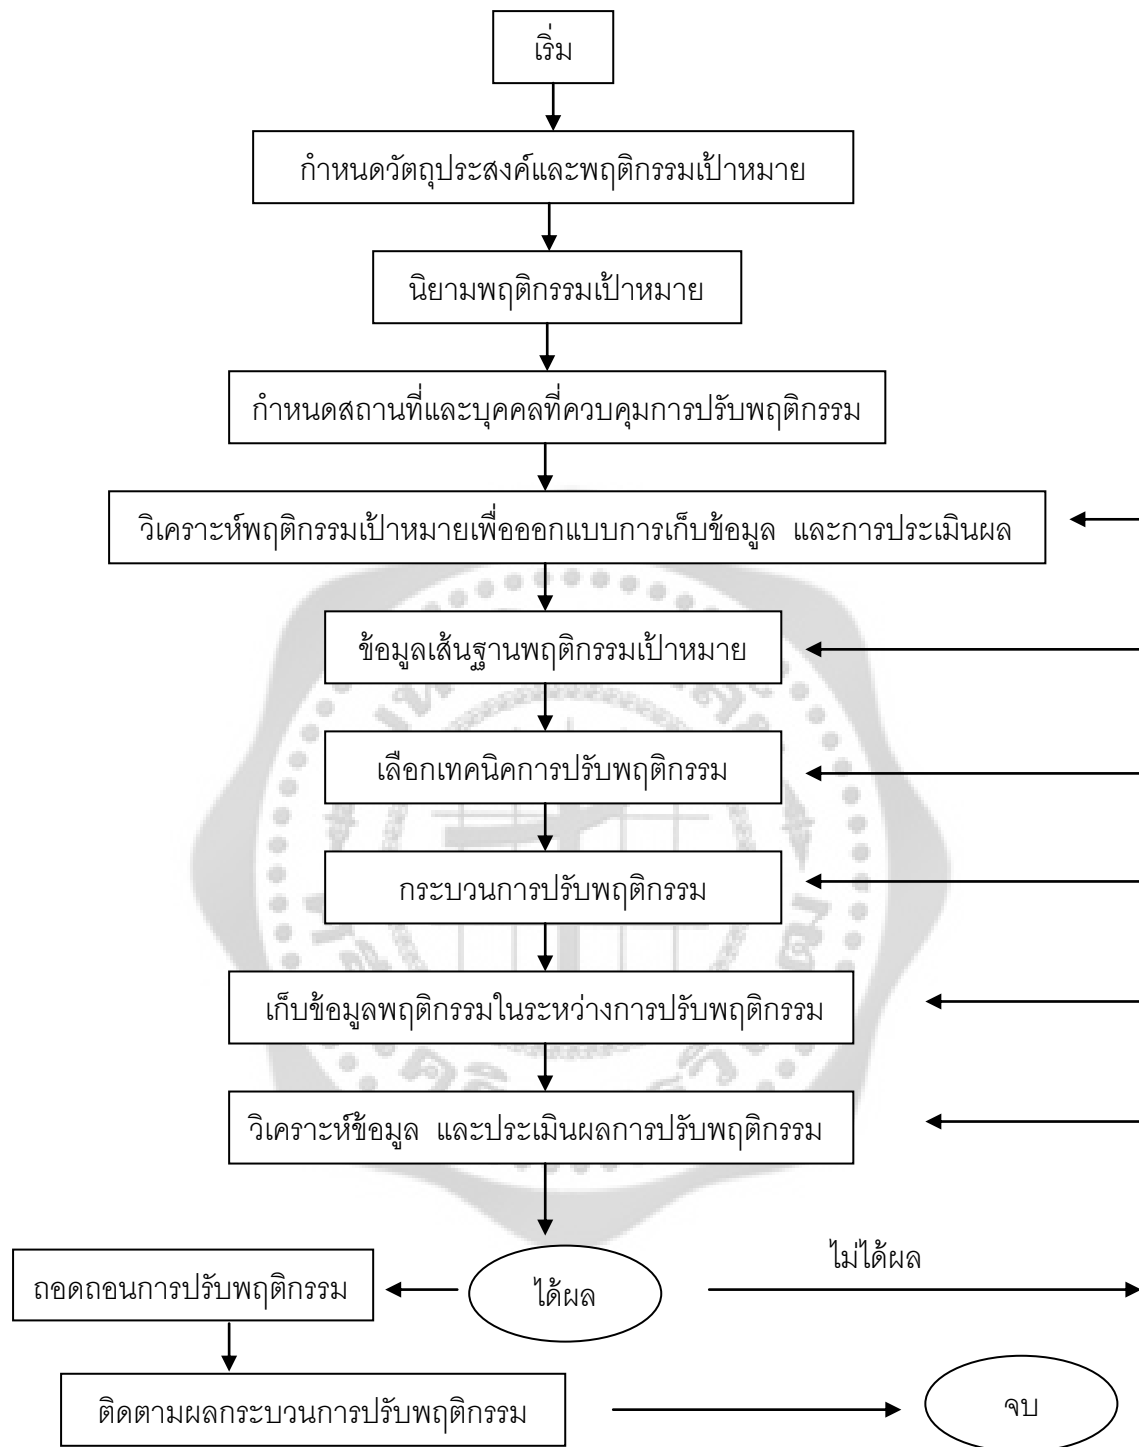 เริ่ม
กำหนดวัตถุประสงค์และพฤติกรรมเป้าหมาย
นิยามพฤติกรรมเป้าหมาย
กำหนดสถานที่และบุคคลที่ควบคุมการปรับพฤติกรรม
วิเคราะห์พฤติกรรมเป้าหมายเพื่อออกแบบการเก็บข้อมูล และการประเมินผล
ข้อมูลเส้นฐานพฤติกรรมเป้าหมาย
เลือกเทคนิคการปรับพฤติกรรม
กระบวนการปรับพฤติกรรม
เก็บข้อมูลพฤติกรรมในระหว่างการปรับพฤติกรรม
วิเคราะห์ข้อมูล และประเมินผลการปรับพฤติกรรม
ไม่ได้ผล
ถอดถอนการปรับพฤติกรรม
ได้ผล
ติดตามผลกระบวนการปรับพฤติกรรม
จบ